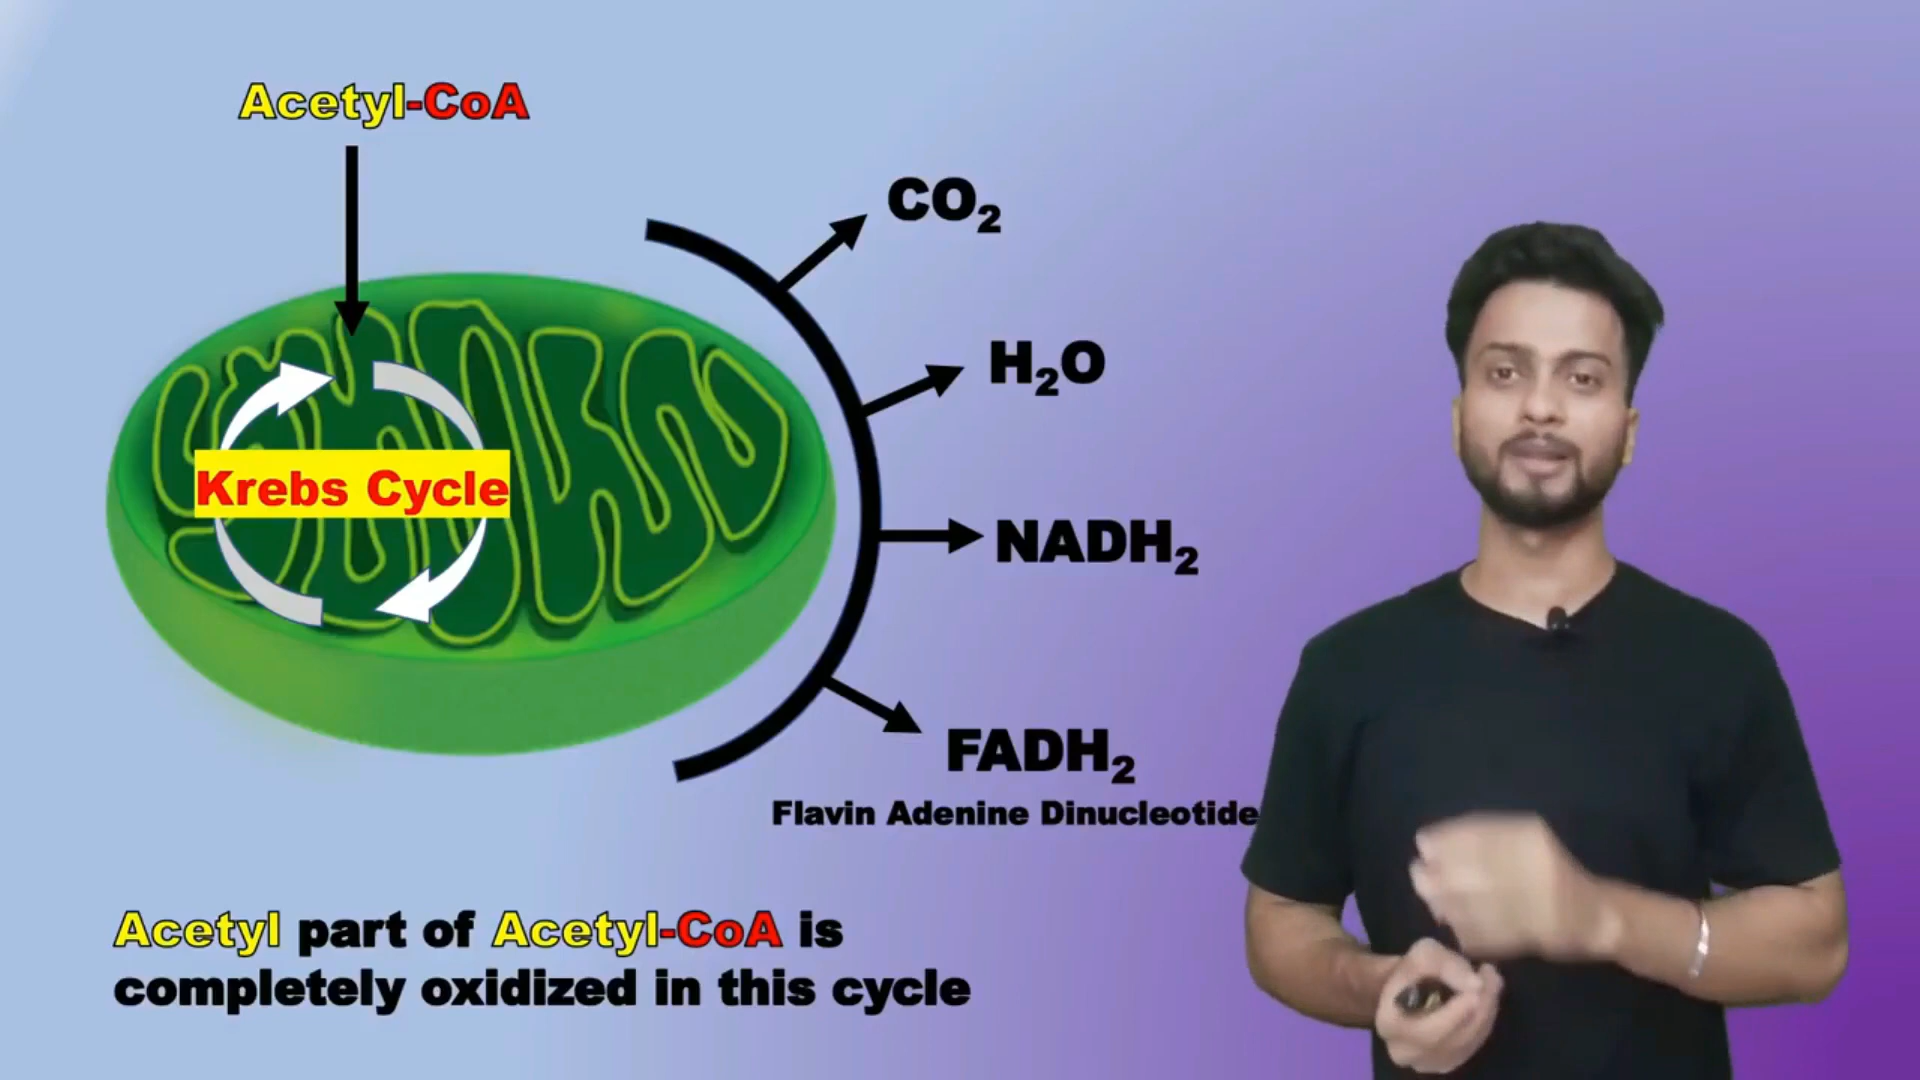 Acetyl-CoA
CO₂
H₂O
Krebs Cycle
NADH₂
FADH₂
Flavin Adenine Dinucleotide
Acetyl part of Acetyl-CoA is
completely oxidized in this cycle